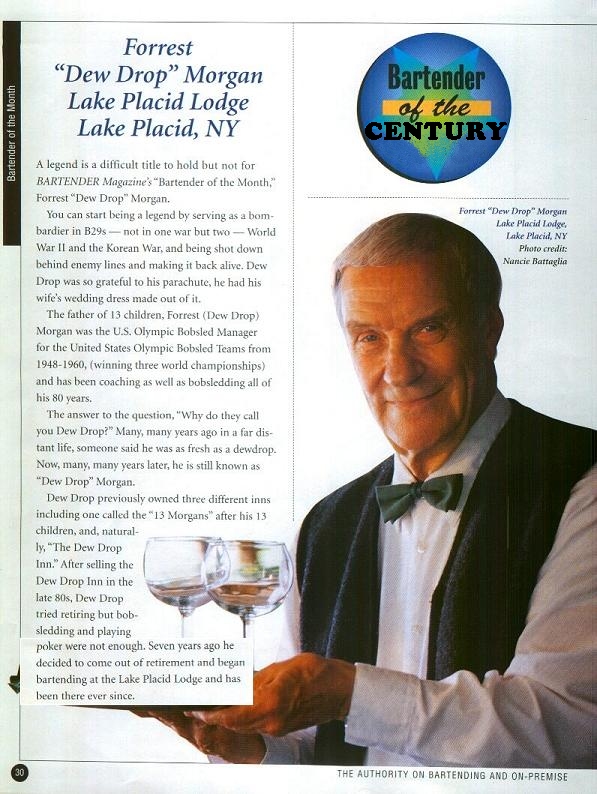 Bartender of the Month
Forrest
“Dew Drop” Morgan
Lake Placid Lodge
Lake Placid, NY
A legend is a difficult title to hold but not for
BARTENDER Magazine’s “Bartender of the Month,”
Forrest “Dew Drop” Morgan.
You can start being a legend by serving as a bom-
bardier in B29s — not in one war but two — World
War II and the Korean War, and being shot down
behind enemy lines and making it back alive. Dew
Drop was so grateful to his parachute, he had his
wife’s wedding dress made out of it.
The father of 13 children, Forrest (Dew Drop)
Morgan was the U.S. Olympic Bobsled Manager
for the United States Olympic Bobsled Teams from
1948-1960, (winning three world championships)
and has been coaching as well as bobsledding all of
his 80 years.
The answer to the question, “Why do they call
you Dew Drop?” Many, many years ago in a far dis-
tant life, someone said he was as fresh as a dewdrop.
Now, many, many years later, he is still known as
“Dew Drop” Morgan.
Dew Drop previously owned three different inns
including one called the “13 Morgans” after his 13
children, and, natural-
ly, “The Dew Drop
Inn.” After selling the
Dew Drop Inn in the
late 80s, Dew Drop
tried retiring but bob-
sledding and playing
poker were not enough. Seven years ago he
decided to come out of retirement and began
bartending at the Lake Placid Lodge and has
been there ever since.
Bartender
of the
CENTURY
Forrest “Dew Drop” Morgan
Lake Placid Lodge,
Lake Placid, NY
Photo credit:
Nancie Battaglia
30
THE AUTHORITY ON BARTENDING AND ON-PREMISE